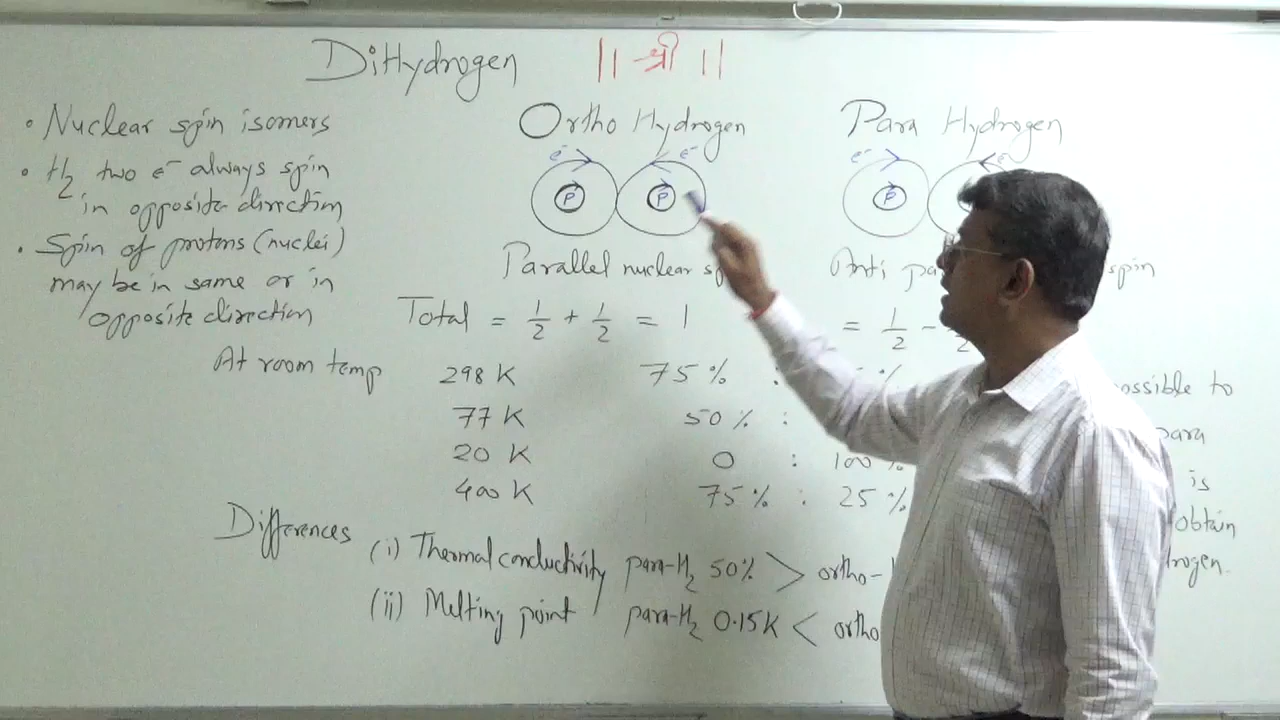 DiHydrogen || श्री ||
• Nuclear spin isomers
• H2 two e⁻ always spin
in opposite direction
• Spin of protons (nuclei)
may be in same or in
opposite direction
Ortho Hydrogen
e⁻ e⁻
P P
Parallel nuclear
Para Hydrogen
e⁻ e⁻
P
Anti spin
Total = 1/2 + 1/2 = 1
= 1/2 -
At room temp 298 K 75% :
77 K 50% :
20 K 0 : 100%
400 K 75% : 25%
to
para
is
obtain
Differences
(i) Thermal conductivity para-H2 50% > ortho-
(ii) Melting point para-H2 0.15K < ortho